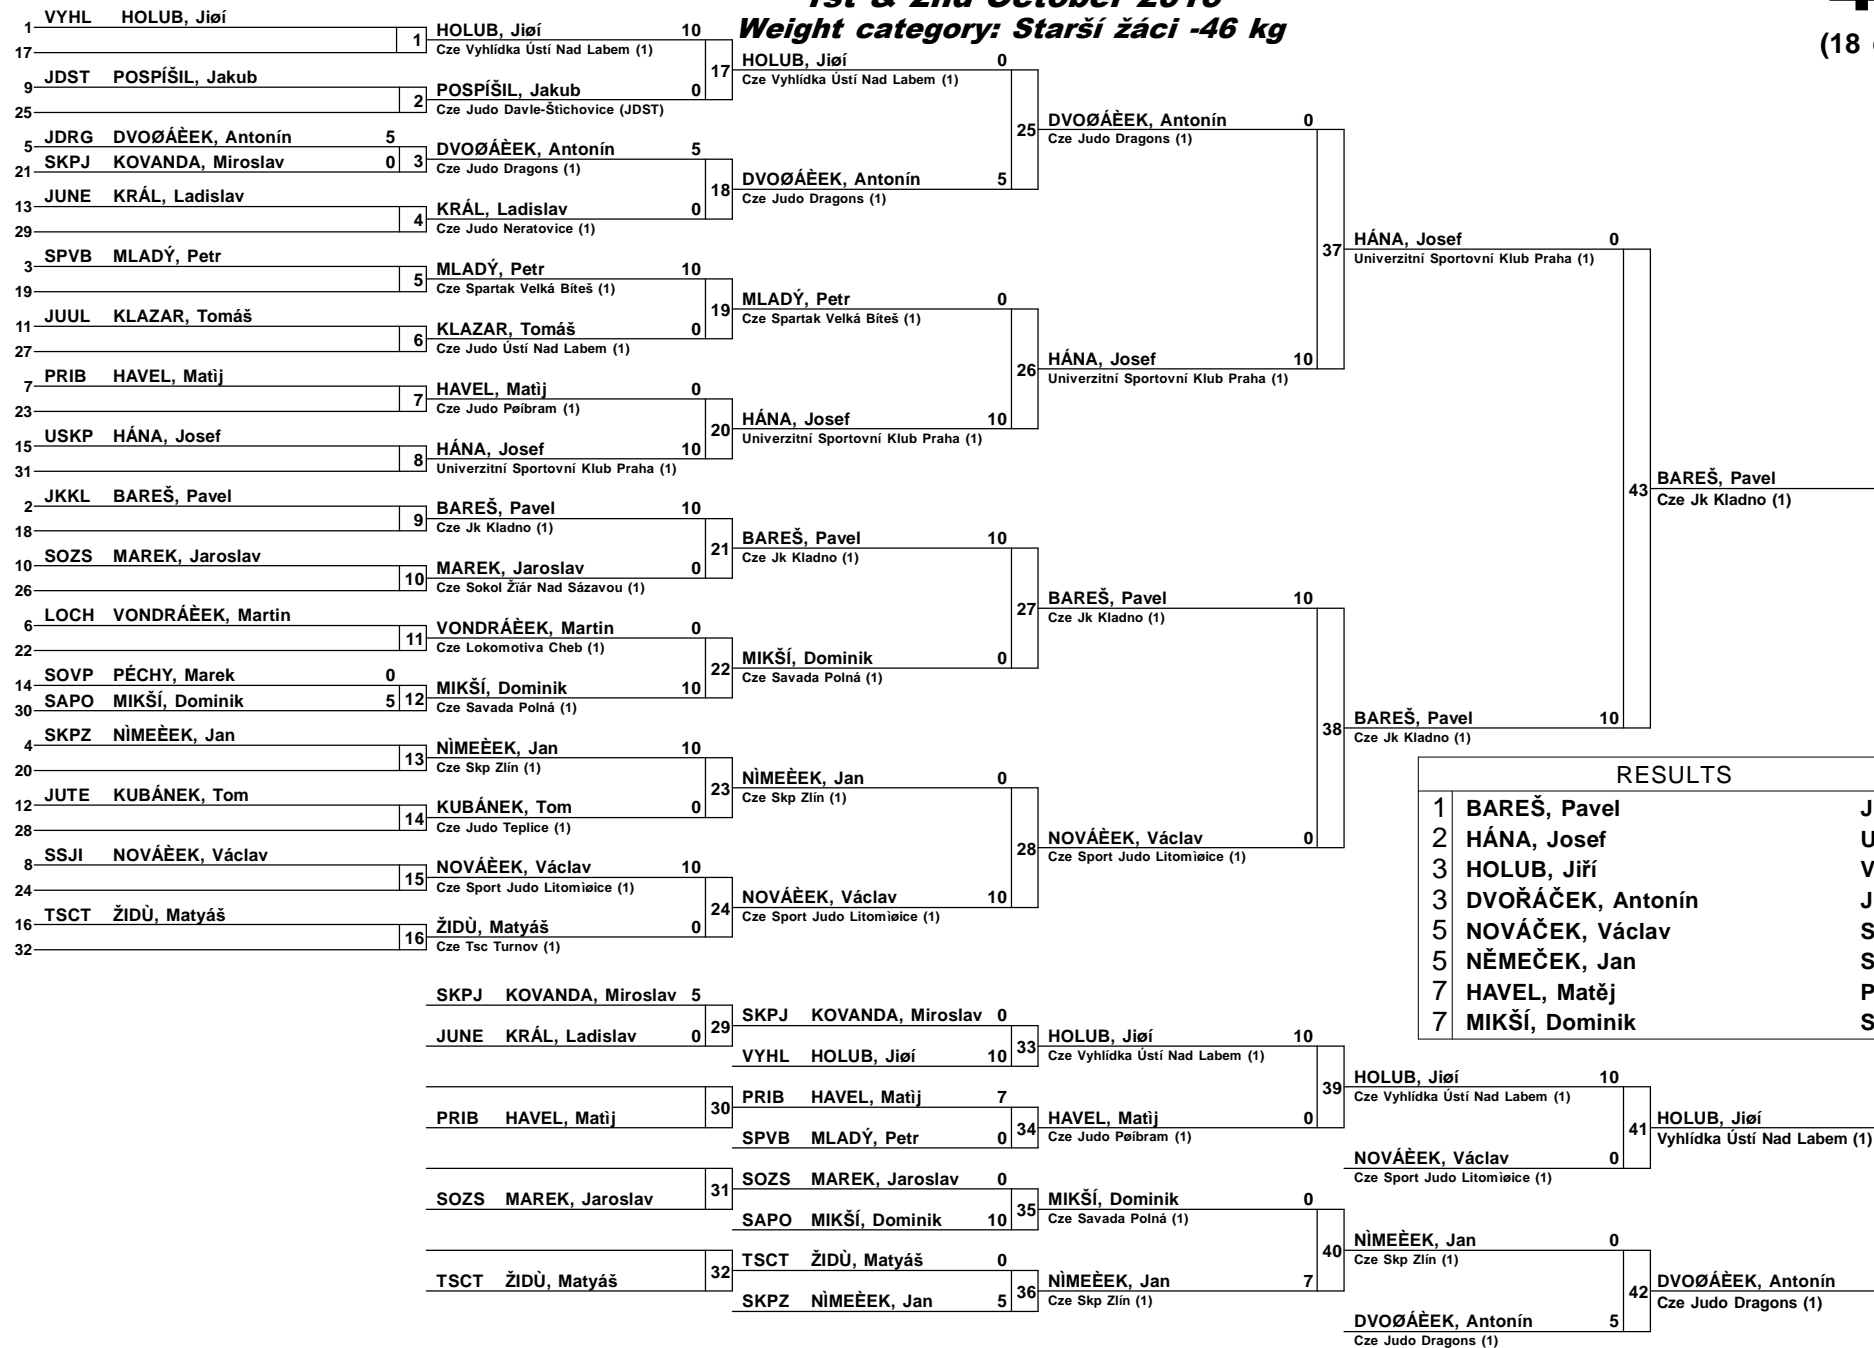 1st & 2nd October 2016
Weight category: Starší žáci -46 kg
(18
1 VYHL HOLUB, Jiøí
17
1
9 JDST POSPÍŠIL, Jakub
25
2
5 JDRG DVOØÁÈEK, Antonín 5
21 SKPJ KOVANDA, Miroslav 0
3
13 JUNE KRÁL, Ladislav
29
4
3 SPVB MLADÝ, Petr
19
5
11 JUUL KLAZAR, Tomáš
27
6
7 PRIB HAVEL, Matìj
23
7
15 USKP HÁNA, Josef
31
8
2 JKKL BAREŠ, Pavel
18
9
10 SOZS MAREK, Jaroslav
26
10
6 LOCH VONDRÁÈEK, Martin
22
11
14 SOVP PÉCHY, Marek 0
30 SAPO MIKŠÍ, Dominik 5
12
4 SKPZ NÌMEÈEK, Jan
20
13
12 JUTE KUBÁNEK, Tom
28
14
8 SSJI NOVÁÈEK, Václav
24
15
16 TSCT ŽIDÙ, Matyáš
32
16
HOLUB, Jiøí 10
Cze Vyhlídka Ústí Nad Labem (1)
17
POSPÍŠIL, Jakub 0
Cze Judo Davle-Štìchovice (JDST)
DVOØÁÈEK, Antonín 5
Cze Judo Dragons (1)
18
KRÁL, Ladislav 0
Cze Judo Neratovice (1)
MLADÝ, Petr 10
Cze Spartak Velká Bíteš (1)
19
KLAZAR, Tomáš 0
Cze Judo Ústí Nad Labem (1)
HAVEL, Matìj 0
Cze Judo Pøíbram (1)
20
HÁNA, Josef 10
Univerzitní Sportovní Klub Praha (1)
BAREŠ, Pavel 10
Cze Jk Kladno (1)
21
MAREK, Jaroslav 0
Cze Sokol Žïár Nad Sázavou (1)
VONDRÁÈEK, Martin 0
Cze Lokomotiva Cheb (1)
22
MIKŠÍ, Dominik 10
Cze Savada Polná (1)
NÌMEÈEK, Jan 10
Cze Skp Zlín (1)
23
KUBÁNEK, Tom 0
Cze Judo Teplice (1)
NOVÁÈEK, Václav 10
Cze Sport Judo Litomìøice (1)
24
ŽIDÙ, Matyáš 0
Cze Tsc Turnov (1)
HOLUB, Jiøí 0
Cze Vyhlídka Ústí Nad Labem (1)
25
DVOØÁÈEK, Antonín 5
Cze Judo Dragons (1)
MLADÝ, Petr 0
Cze Spartak Velká Bíteš (1)
26
HÁNA, Josef 10
Univerzitní Sportovní Klub Praha (1)
BAREŠ, Pavel 10
Cze Jk Kladno (1)
27
MIKŠÍ, Dominik 0
Cze Savada Polná (1)
NÌMEÈEK, Jan 0
Cze Skp Zlín (1)
28
NOVÁÈEK, Václav 10
Cze Sport Judo Litomìøice (1)
DVOØÁÈEK, Antonín 0
Cze Judo Dragons (1)
37
HÁNA, Josef 10
Univerzitní Sportovní Klub Praha (1)
BAREŠ, Pavel 10
Cze Jk Kladno (1)
38
NOVÁÈEK, Václav 0
Cze Sport Judo Litomìøice (1)
HÁNA, Josef 0
Univerzitní Sportovní Klub Praha (1)
43
BAREŠ, Pavel 10
Cze Jk Kladno (1)
BAREŠ, Pavel
Cze Jk Kladno (1)
RESULTS
1 BAREŠ, Pavel J
2 HÁNA, Josef U
3 HOLUB, Jiří V
3 DVOŘÁČEK, Antonín J
5 NOVÁČEK, Václav S
5 NĚMEČEK, Jan S
7 HAVEL, Matěj P
7 MIKŠÍ, Dominik S
SKPJ KOVANDA, Miroslav 5
29
JUNE KRÁL, Ladislav 0
30
PRIB HAVEL, Matìj
31
SOZS MAREK, Jaroslav
32
TSCT ŽIDÙ, Matyáš
SKPJ KOVANDA, Miroslav 0
33
VYHL HOLUB, Jiøí 10
PRIB HAVEL, Matìj 7
34
SPVB MLADÝ, Petr 0
SOZS MAREK, Jaroslav 0
35
SAPO MIKŠÍ, Dominik 10
TSCT ŽIDÙ, Matyáš 0
36
SKPZ NÌMEÈEK, Jan 5
HOLUB, Jiøí 10
Cze Vyhlídka Ústí Nad Labem (1)
39
HAVEL, Matìj 0
Cze Judo Pøíbram (1)
MIKŠÍ, Dominik 0
Cze Savada Polná (1)
40
NÌMEÈEK, Jan 7
Cze Skp Zlín (1)
HOLUB, Jiøí 10
Cze Vyhlídka Ústí Nad Labem (1)
41
NOVÁÈEK, Václav 0
Cze Sport Judo Litomìøice (1)
NÌMEÈEK, Jan 0
Cze Skp Zlín (1)
42
DVOØÁÈEK, Antonín 5
Cze Judo Dragons (1)
HOLUB, Jiøí
Vyhlídka Ústí Nad Labem (1)
DVOØÁÈEK, Antonín
Cze Judo Dragons (1)